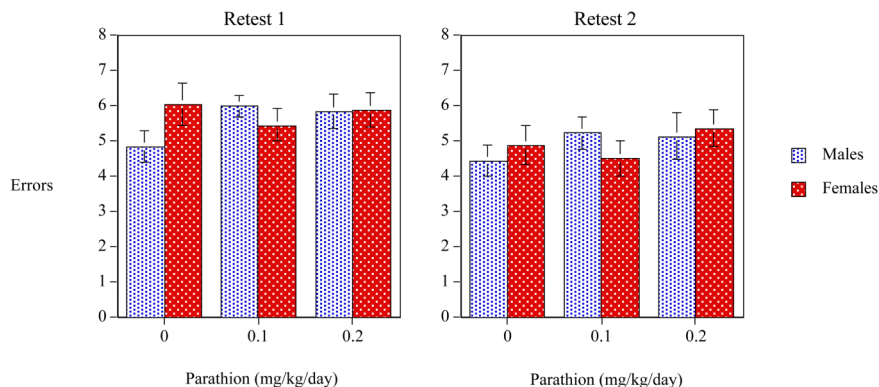 Retest 1
Retest 2
8
7
6
5
4
3
2
1
0
8
7
6
5
4
3
2
1
0
Errors
Males
Females
0 0.1 0.2
0 0.1 0.2
Parathion (mg/kg/day)
Parathion (mg/kg/day)